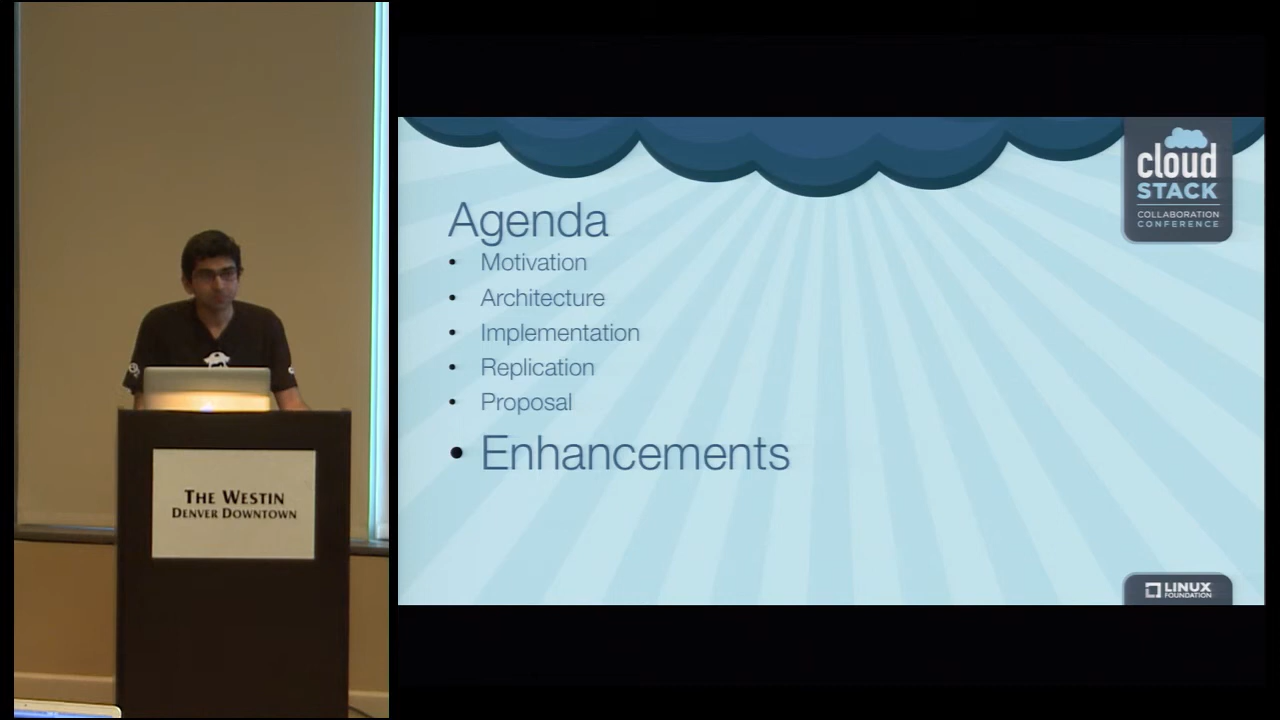 THE WESTIN
DENVER DOWNTOWN
cloud
STACK
COLLABORATION
CONFERENCE
Agenda
• Motivation
• Architecture
• Implementation
• Replication
• Proposal
• Enhancements
LINUX
FOUNDATION